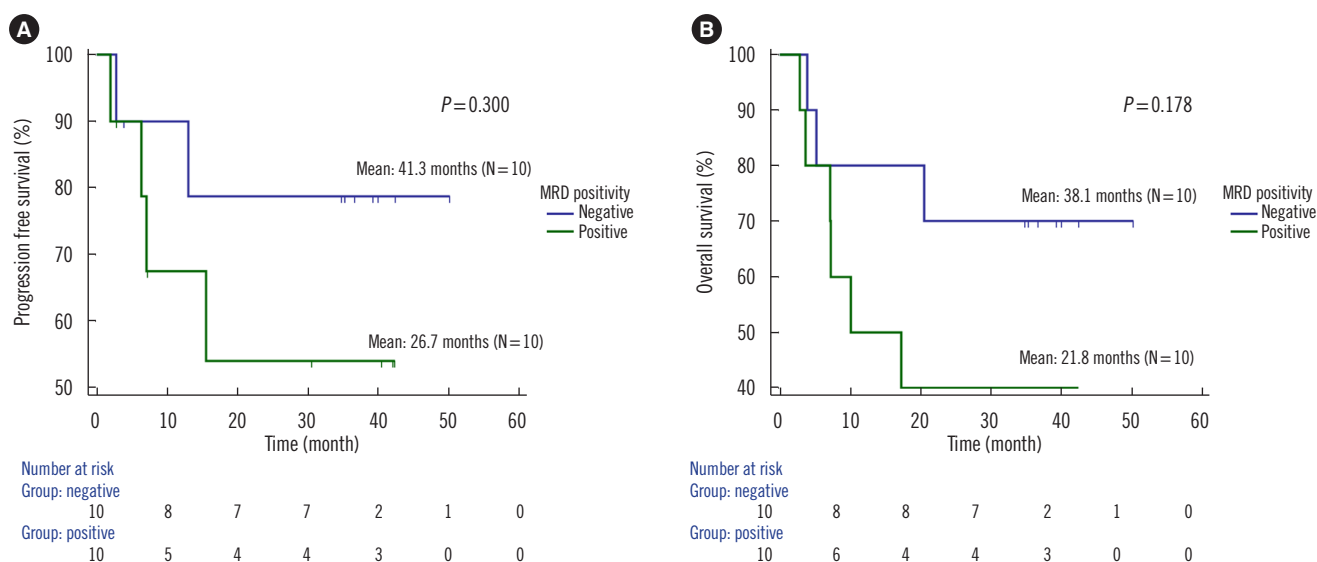 A
Progression free survival (%)
100
90
80
70
60
50
P=0.300
Mean: 41.3 months (N=10)
Mean: 26.7 months (N=10)
MRD positivity
Negative
Positive
0 10 20 30 40 50 60
Time (month)
Number at risk
Group: negative
10 8 7 7 2 1 0
Group: positive
10 5 4 4 3 0 0
B
Overall survival (%)
100
90
80
70
60
50
40
P=0.178
Mean: 38.1 months (N=10)
Mean: 21.8 months (N=10)
MRD positivity
Negative
Positive
0 10 20 30 40 50 60
Time (month)
Number at risk
Group: negative
10 8 8 7 2 1 0
Group: positive
10 6 4 4 3 0 0